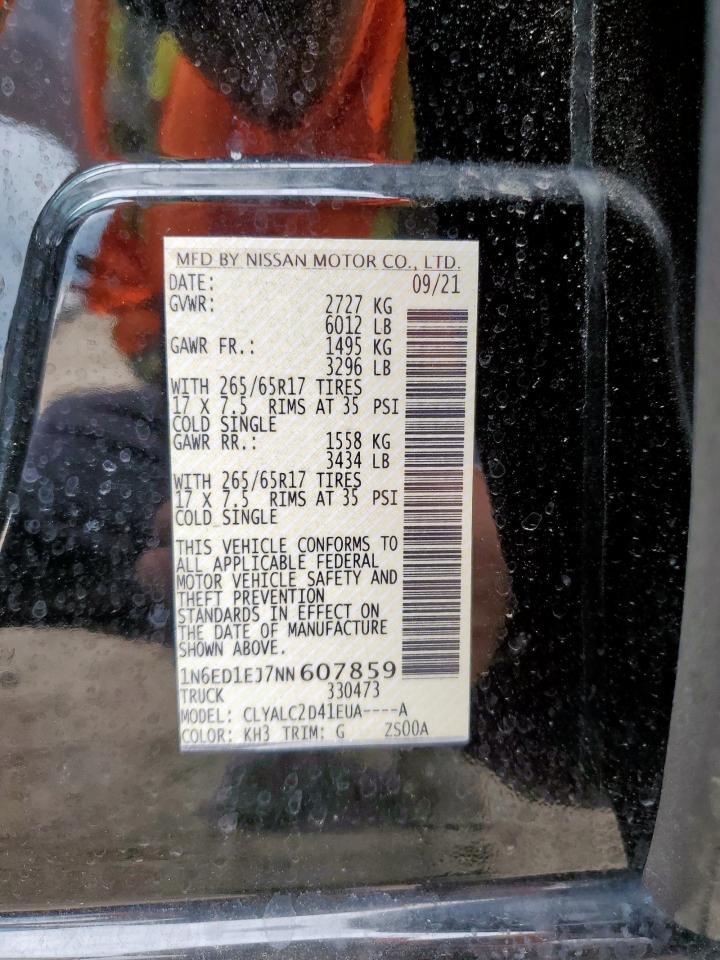 MFD BY NISSAN MOTOR CO., LTD.
DATE: 09/21
GVWR: 2727 KG
6012 LB
GAWR FR.: 1495 KG
3296 LB
WITH 265/65R17 TIRES
17 X 7.5 RIMS AT 35 PSI
COLD SINGLE
GAWR RR.: 1558 KG
3434 LB
WITH 265/65R17 TIRES
17 X 7.5 RIMS AT 35 PSI
COLD SINGLE
THIS VEHICLE CONFORMS TO
ALL APPLICABLE FEDERAL
MOTOR VEHICLE SAFETY AND
THEFT PREVENTION
STANDARDS IN EFFECT ON
THE DATE OF MANUFACTURE
SHOWN ABOVE.
1N6ED1EJ7NN607859
TRUCK 330473
MODEL: CLYALC2D41EUA----A
COLOR: KH3 TRIM: G ZS00A